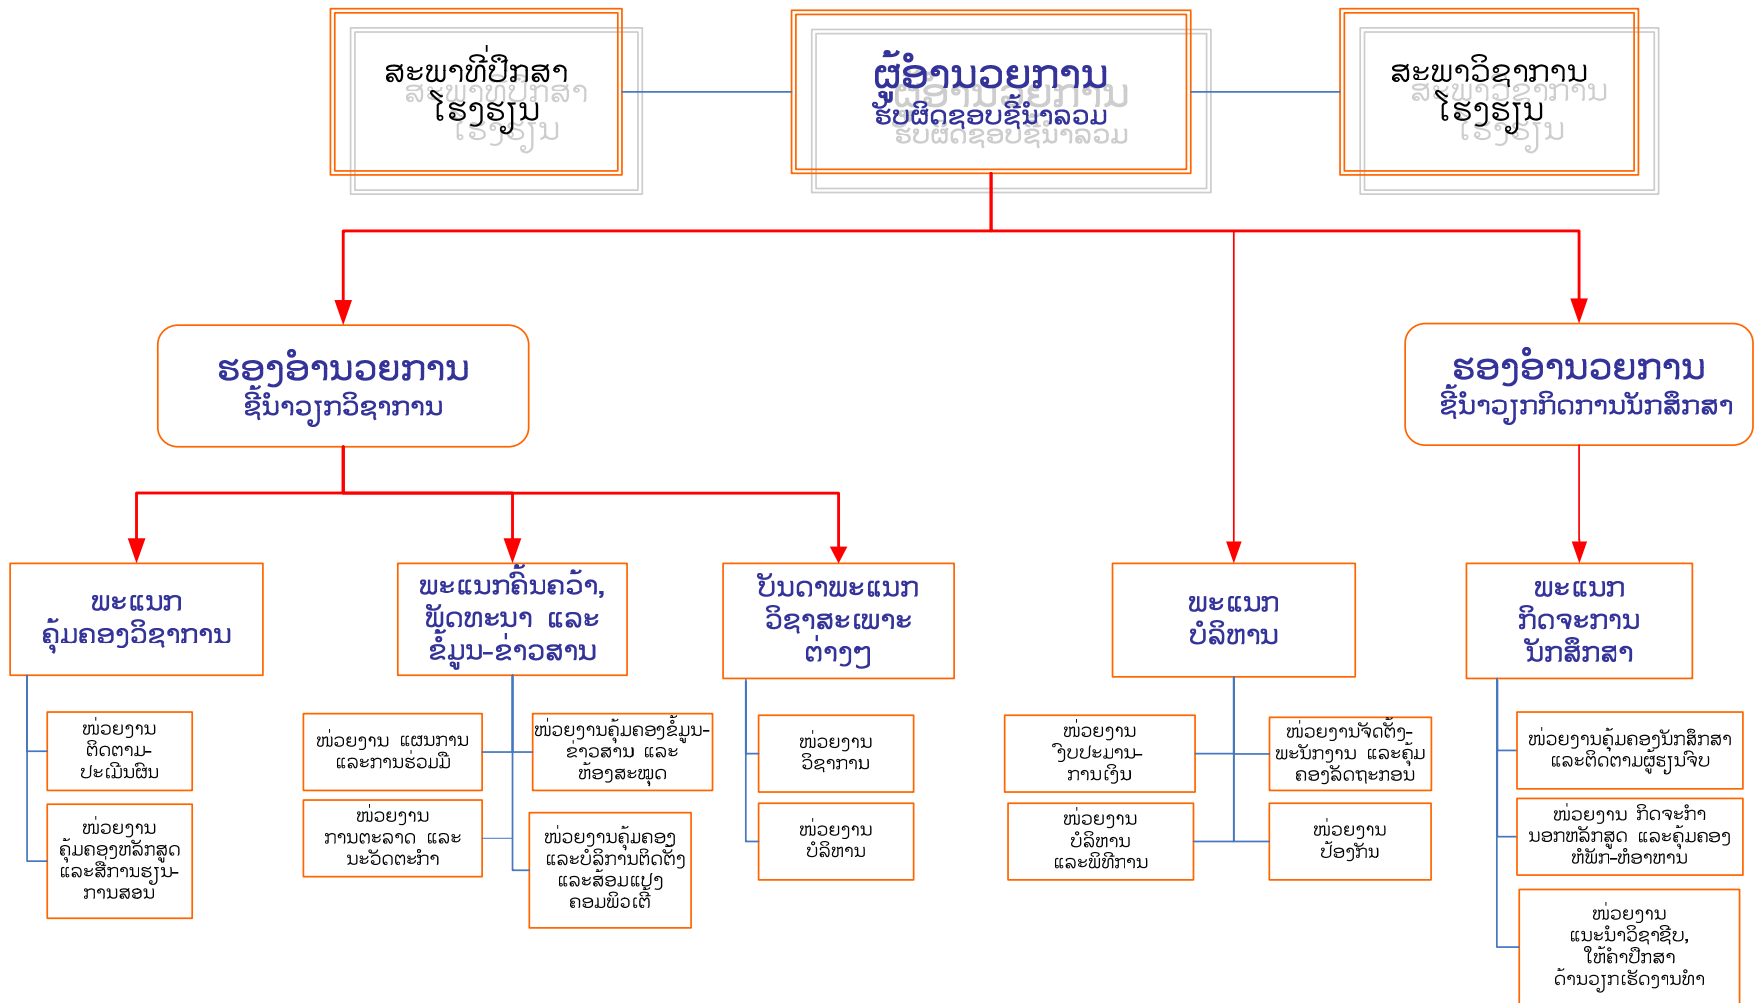 ສະພາທີ່ປຶກສາ
ໂຮງຮຽນ
ຜູ້ອໍານວຍການ
ຮັບຜິດຊອບຊີ້ນໍາລວມ
ສະພາວິຊາການ
ໂຮງຮຽນ
ຮອງອໍານວຍການ
ຊີ້ນໍາວຽກວິຊາການ
ຮອງອໍານວຍການ
ຊີ້ນໍາວຽກກິດການນັກສຶກສາ
ພະແນກ
ຄຸ້ມຄອງວິຊາການ
ພະແນກຄົ້ນຄວ້າ,
ພັດທະນາ ແລະ
ຂໍ້ມູນ-ຂ່າວສານ
ບັນດາພະແນກ
ວິຊາສະເພາະ
ຕ່າງໆ
ພະແນກ
ບໍລິຫານ
ພະແນກ
ກິດຈະການ
ນັກສຶກສາ
ໜ່ວຍງານ
ຕິດຕາມ-
ປະເມີນຜົນ
ໜ່ວຍງານ
ຄຸ້ມຄອງຫລັກສູດ
ແລະສື່ການຮຽນ-
ການສອນ
ໜ່ວຍງານ ແຜນການ
ແລະການຮ່ວມມື
ໜ່ວຍງານ
ການຕະລາດ ແລະ
ນະວັດຕະກໍາ
ໜ່ວຍງານຄຸ້ມຄອງຂໍ້ມູນ-
ຂ່າວສານ ແລະ
ຫ້ອງສະໝຸດ
ໜ່ວຍງານຄຸ້ມຄອງ
ແລະບໍລິການຕິດຕັ້ງ
ແລະສ້ອມແປງ
ຄອມພິວເຕີ້
ໜ່ວຍງານ
ວິຊາການ
ໜ່ວຍງານ
ບໍລິຫານ
ໜ່ວຍງານ
ງົບປະມານ-
ການເງິນ
ໜ່ວຍງານ
ບໍລິຫານ
ແລະພິທີການ
ໜ່ວຍງານຈັດຕັ້ງ-
ພະນັກງານ ແລະຄຸ້ມ
ຄອງລັດຖະກອນ
ໜ່ວຍງານ
ປ້ອງກັນ
ໜ່ວຍງານຄຸ້ມຄອງນັກສຶກສາ
ແລະຕິດຕາມຜູ້ຮຽນຈົບ
ໜ່ວຍງານ ກິດຈະກໍາ
ນອກຫລັກສູດ ແລະຄຸ້ມຄອງ
ຫໍພັກ-ຫໍອາຫານ
ໜ່ວຍງານ
ແນະນໍາວິຊາຊີບ,
ໃຫ້ຄໍາປຶກສາ
ດ້ານວຽກເຮັດງານທໍາ